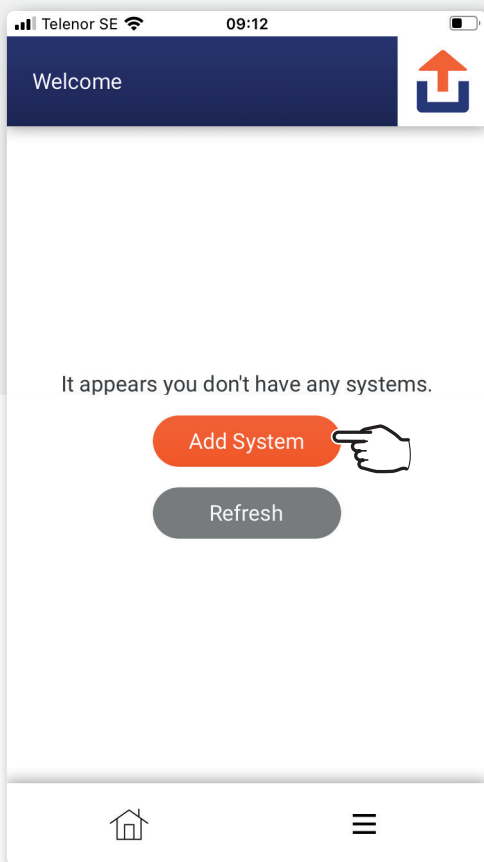 Telenor SE 09:12
Welcome
It appears you don't have any systems.
Add System
Refresh